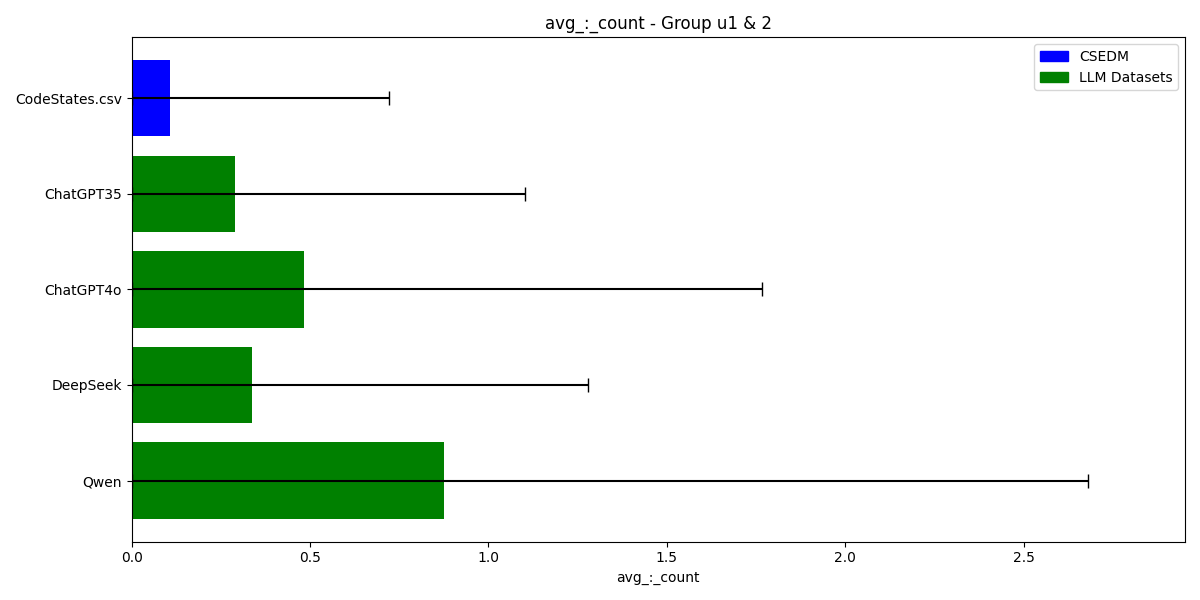 avg_:_count - Group u1 & 2
CSEDM
LLM Datasets
CodeStates.csv
ChatGPT35
ChatGPT4o
DeepSeek
Qwen
0.0 0.5 1.0 1.5 2.0 2.5
avg_:_count